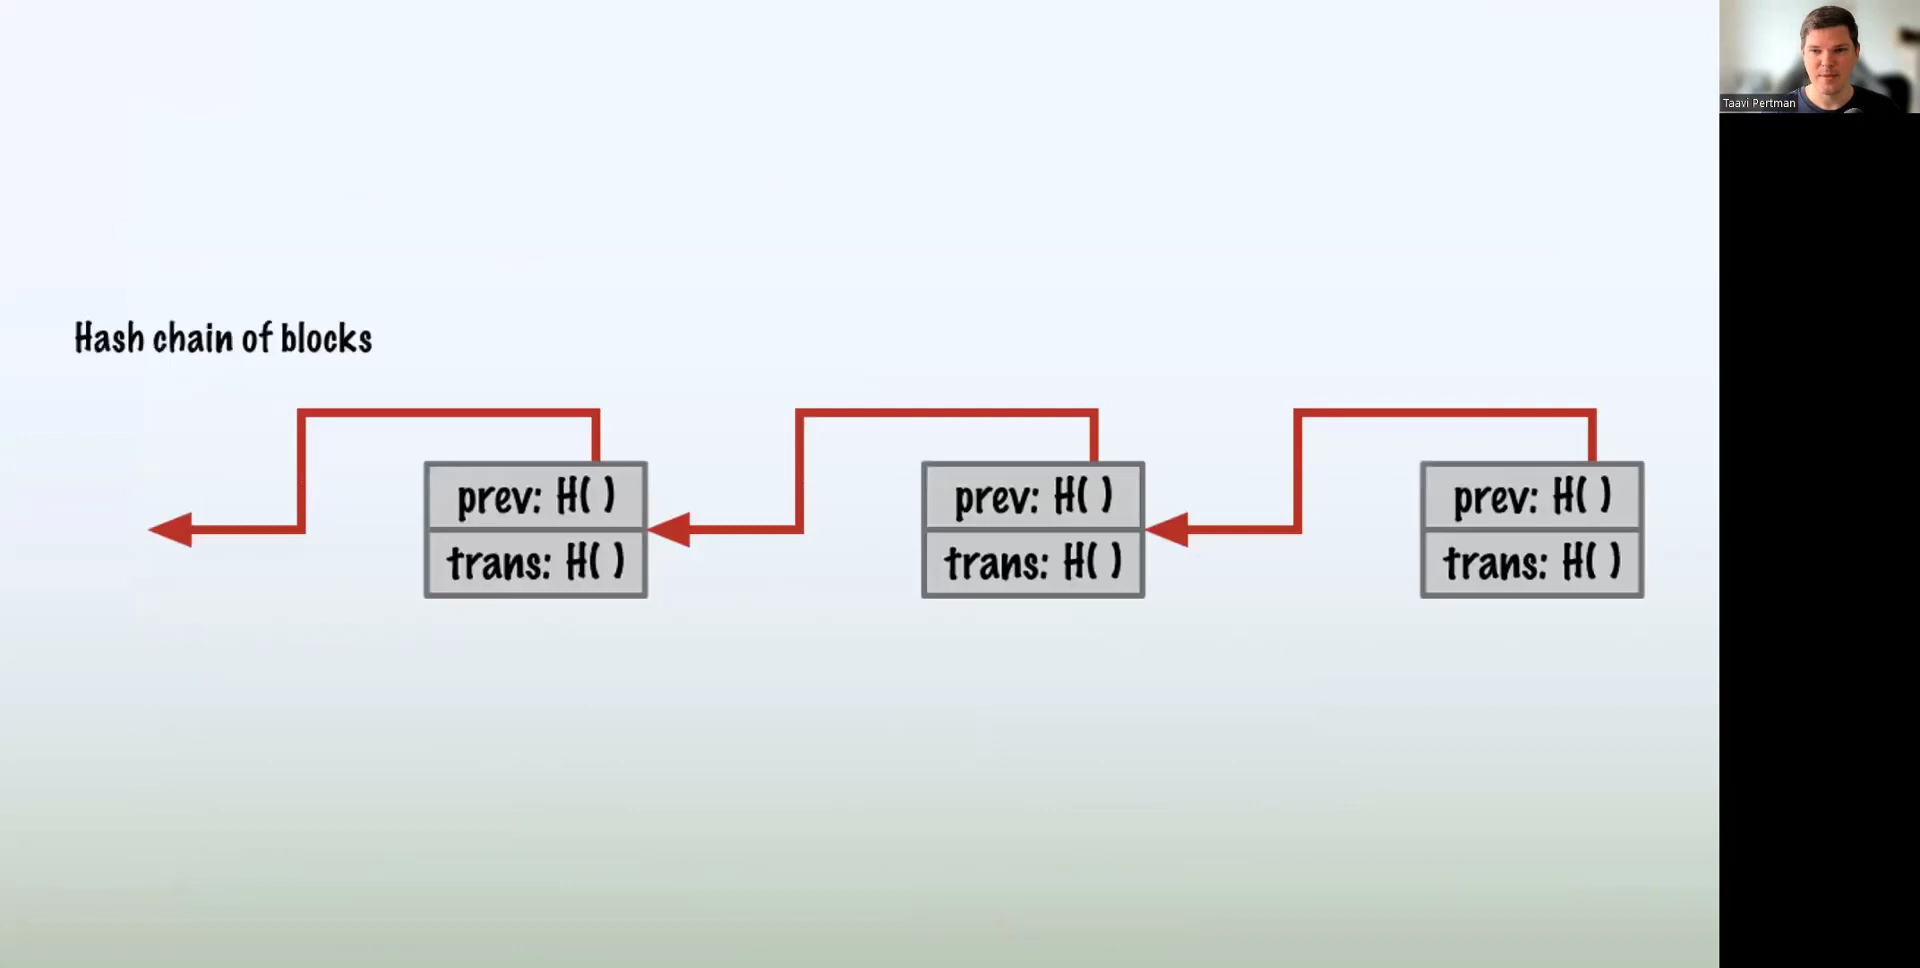 Taavi Pertman
Hash chain of blocks
prev: H( )
trans: H( )
prev: H( )
trans: H( )
prev: H( )
trans: H( )